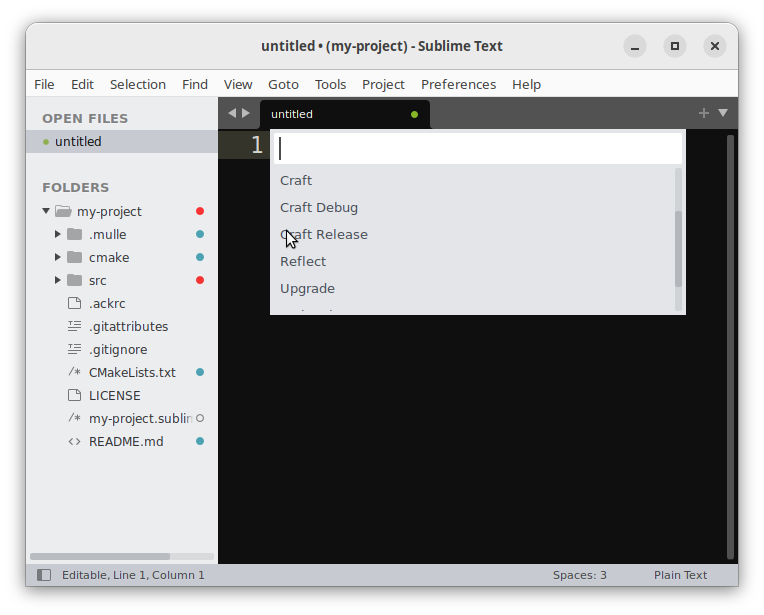 untitled • (my-project) - Sublime Text
File Edit Selection Find View Goto Tools Project Preferences Help
OPEN FILES
untitled
FOLDERS
my-project
.mulle
cmake
src
.ackrc
.gitattributes
.gitignore
/* CMakeLists.txt
LICENSE
/* my-project.sublin
<> README.md
untitled
1
Craft
Craft Debug
Craft Release
Reflect
Upgrade
Editable, Line 1, Column 1
Spaces: 3
Plain Text